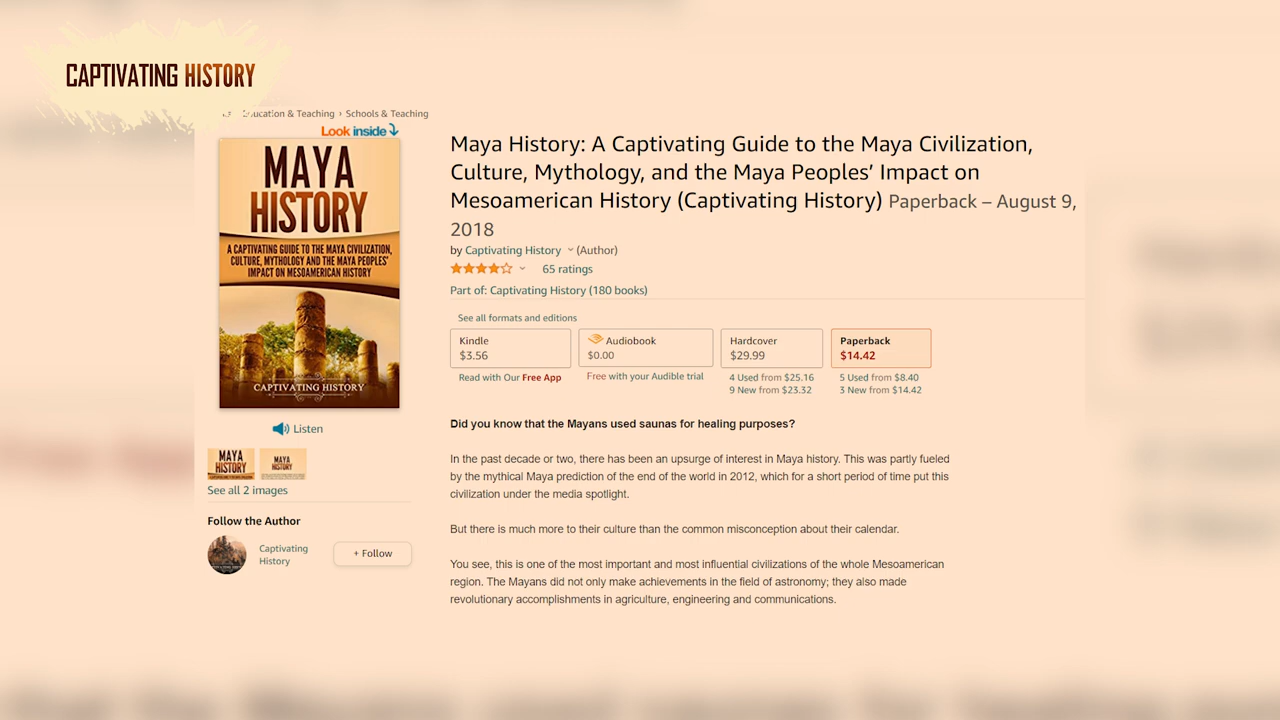 CAPTIVATING HISTORY
Education & Teaching › Schools & Teaching
Look inside
MAYA
HISTORY
A CAPTIVATING GUIDE TO THE MAYA CIVILIZATION,
CULTURE, MYTHOLOGY AND THE MAYA PEOPLES'
IMPACT ON MESOAMERICAN HISTORY
CAPTIVATING HISTORY
Listen
MAYA
HISTORY
MAYA
HISTORY
See all 2 images
Follow the Author
Captivating
History
+ Follow
Maya History: A Captivating Guide to the Maya Civilization,
Culture, Mythology, and the Maya Peoples’ Impact on
Mesoamerican History (Captivating History) Paperback – August 9,
2018
by Captivating History (Author)
65 ratings
Part of: Captivating History (180 books)
See all formats and editions
Kindle
$3.56
Read with Our Free App
Audiobook
$0.00
Free with your Audible trial
Hardcover
$29.99
4 Used from $25.16
9 New from $23.32
Paperback
$14.42
5 Used from $8.40
3 New from $14.42
Did you know that the Mayans used saunas for healing purposes?
In the past decade or two, there has been an upsurge of interest in Maya history. This was partly fueled
by the mythical Maya prediction of the end of the world in 2012, which for a short period of time put this
civilization under the media spotlight.
But there is much more to their culture than the common misconception about their calendar.
You see, this is one of the most important and most influential civilizations of the whole Mesoamerican
region. The Mayans did not only make achievements in the field of astronomy; they also made
revolutionary accomplishments in agriculture, engineering and communications.